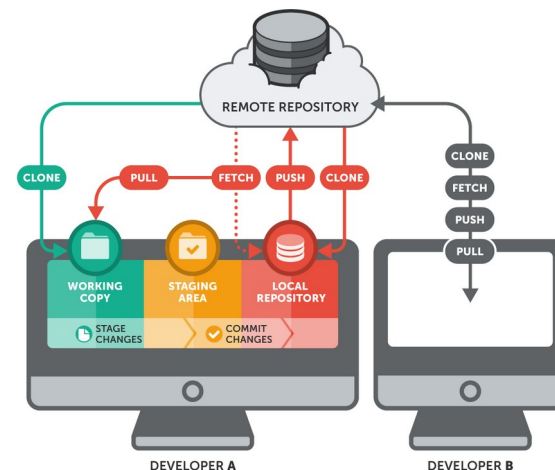 REMOTE REPOSITORY
CLONE
PULL
FETCH
PUSH
CLONE
CLONE
FETCH
PUSH
PULL
WORKING
COPY
STAGING
AREA
LOCAL
REPOSITORY
STAGE
CHANGES
COMMIT
CHANGES
DEVELOPER A
DEVELOPER B